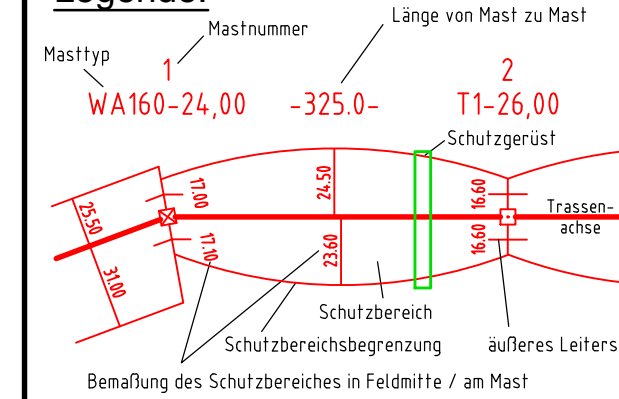 Länge von Mast zu Mast
Mastnummer
Masttyp
1
2
WA160-24,00
-325.0-
T1-26,00
Schutzgerüst
17.00
24.50
16.60
25.50
Trassen-
achse
17.10
23.60
16.60
31.00
Schutzbereich
Schutzbereichsbegrenzung
äußeres Leiters
Bemaßung des Schutzbereiches in Feldmitte / am Mast